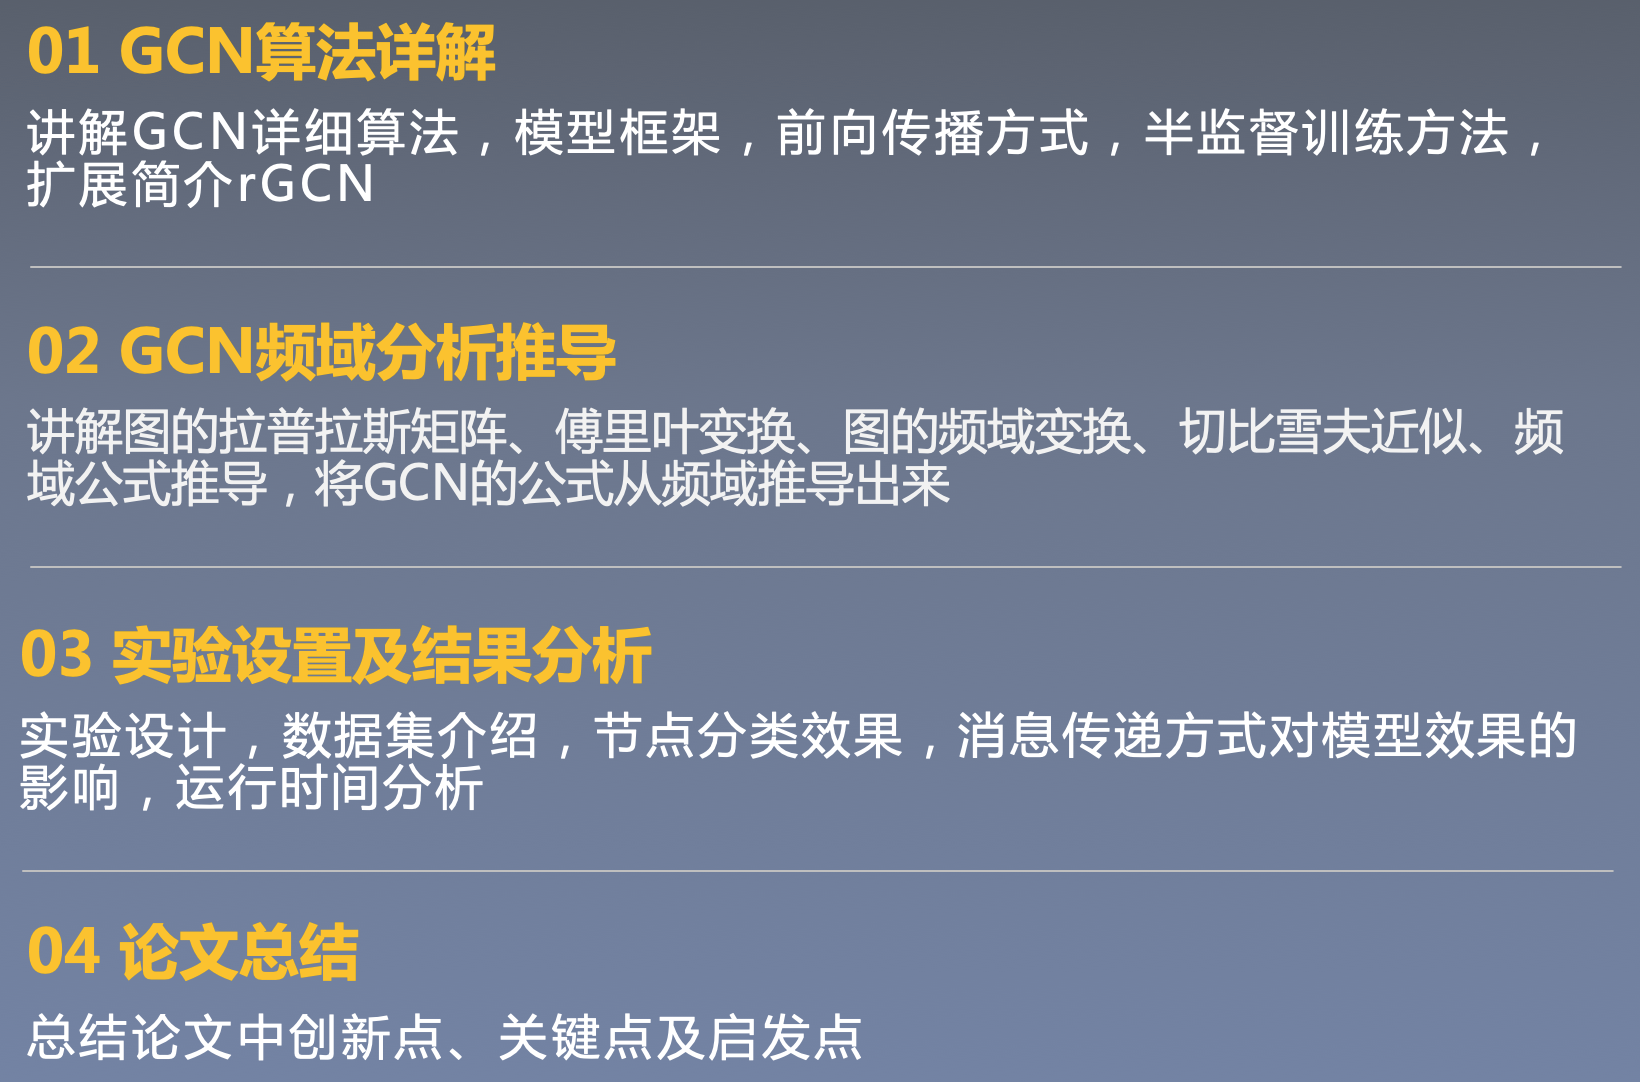 01 GCN算法详解
讲解GCN详细算法，模型框架，前向传播方式，半监督训练方法，
扩展简介rGCN
02 GCN频域分析推导
讲解图的拉普拉斯矩阵、傅里叶变换、图的频域变换、切比雪夫近似、频
域公式推导，将GCN的公式从频域推导出来
03 实验设置及结果分析
实验设计，数据集介绍，节点分类效果，消息传递方式对模型效果的
影响，运行时间分析
04 论文总结
总结论文中创新点、关键点及启发点